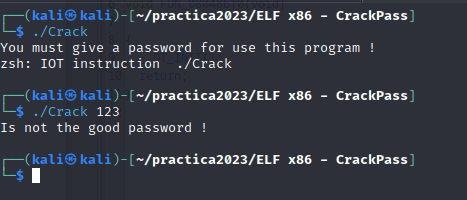 ┌──(kali㉿kali)-[~/practica2023/ELF x86 - CrackPass]
└─$ ./Crack
You must give a password for use this program !
zsh: IOT instruction  ./Crack
┌──(kali㉿kali)-[~/practica2023/ELF x86 - CrackPass]
└─$ ./Crack 123
Is not the good password !
┌──(kali㉿kali)-[~/practica2023/ELF x86 - CrackPass]
└─$